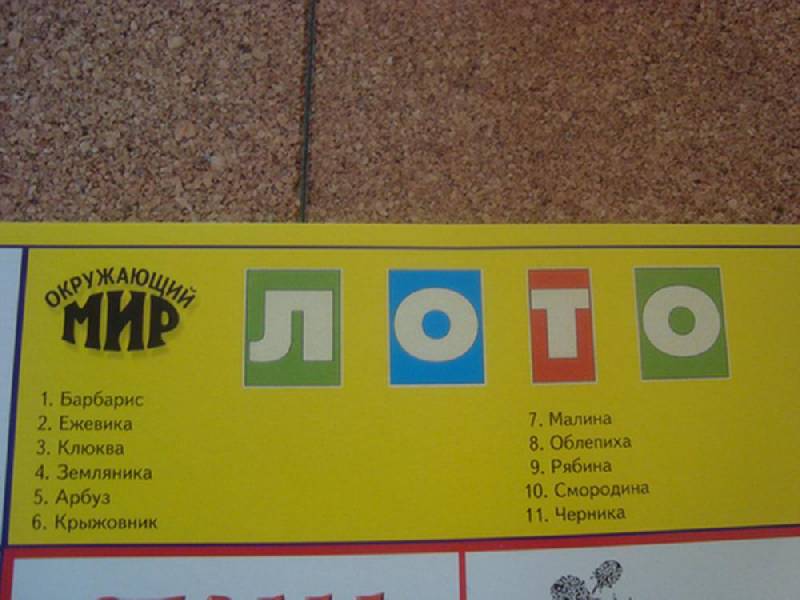 ОКРУЖАЮЩИЙ
МИР
ЛОТО
1. Барбарис
2. Ежевика
3. Клюква
4. Земляника
5. Арбуз
6. Крыжовник
7. Малина
8. Облепиха
9. Рябина
10. Смородина
11. Черника